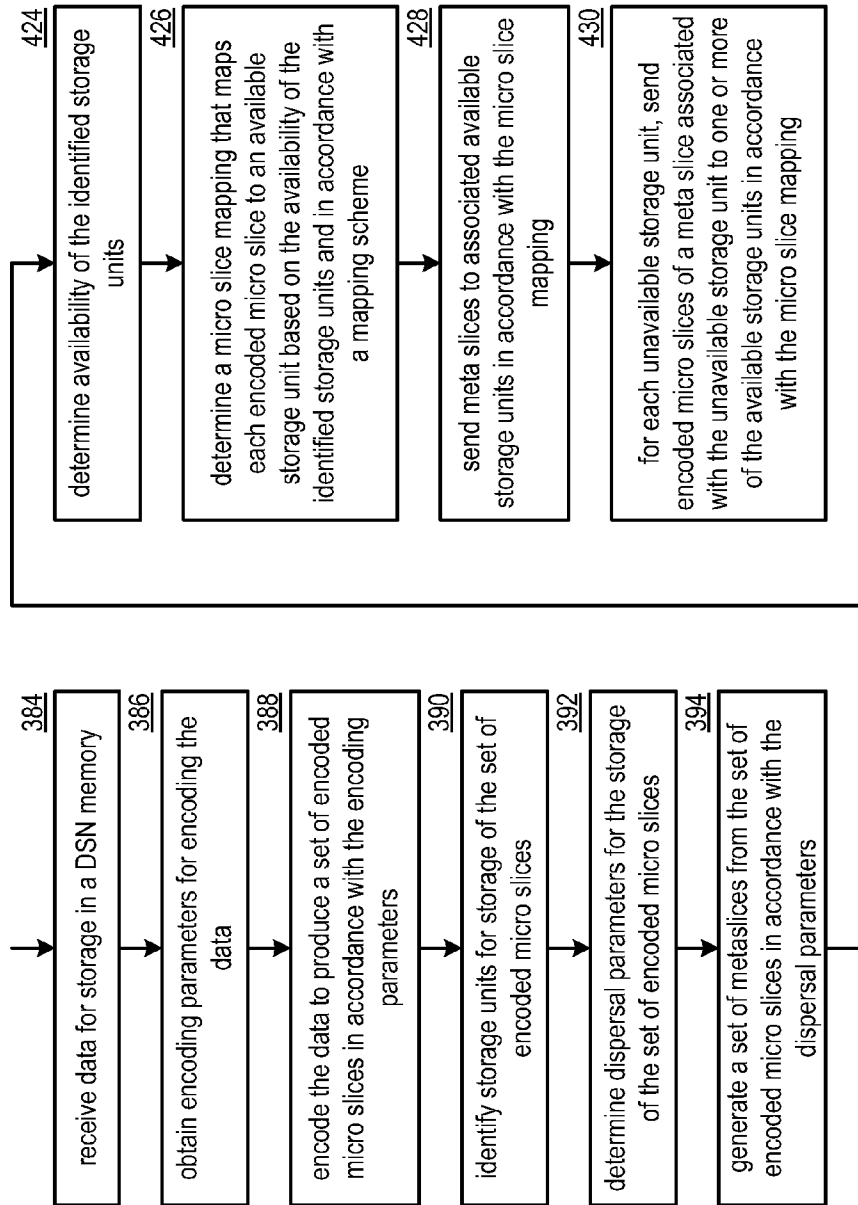 384
receive data for storage in a DSN memory
386
obtain encoding parameters for encoding the
data
388
encode the data to produce a set of encoded
micro slices in accordance with the encoding
parameters
390
identify storage units for storage of the set of
encoded micro slices
392
determine dispersal parameters for the storage
of the set of encoded micro slices
394
generate a set of metaslices from the set of
encoded micro slices in accordance with the
dispersal parameters
424
determine availability of the identified storage
units
426
determine a micro slice mapping that maps
each encoded micro slice to an available
storage unit based on the availability of the
identified storage units and in accordance with
a mapping scheme
428
send meta slices to associated available
storage units in accordance with the micro slice
mapping
430
for each unavailable storage unit, send
encoded micro slices of a meta slice associated
with the unavailable storage unit to one or more
of the available storage units in accordance
with the micro slice mapping